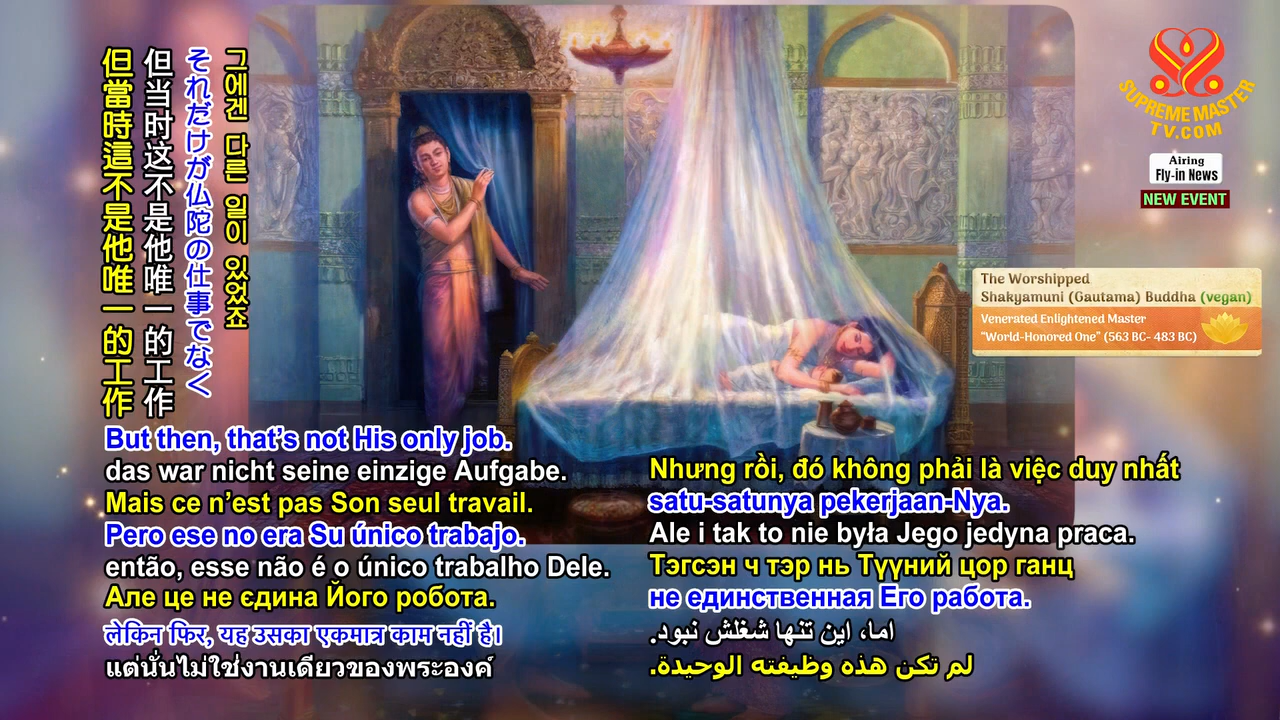 但當時這不是他唯一的工作
但当时这不是他唯一的工作
それだけが仏陀の仕事でなく
그에겐 다른 일이 있었죠
But then, that's not His only job.
das war nicht seine einzige Aufgabe.
Mais ce n'est pas Son seul travail.
Pero ese no era Su único trabajo.
então, esse não é o único trabalho Dele.
Але це не єдина Його робота.
लेकिन फिर, यह उसका एकमात्र काम नहीं है।
แต่นั่นไม่ใช่งานเดียวของพระองค์
Nhưng rồi, đó không phải là việc duy nhất
satu-satunya pekerjaan-Nya.
Ale i tak to nie była Jego jedyna praca.
Тэгсэн ч тэр нь Түүний цор ганц
не единственная Его работа.
اما، این تنها شغلش نبود.
لم تكن هذه وظيفته الوحيدة.
SUPREME MASTER
TV.COM
Airing
Fly-in News
NEW EVENT
The Worshipped
Shakyamuni (Gautama) Buddha (vegan)
Venerated Enlightened Master
"World-Honored One" (563 BC- 483 BC)